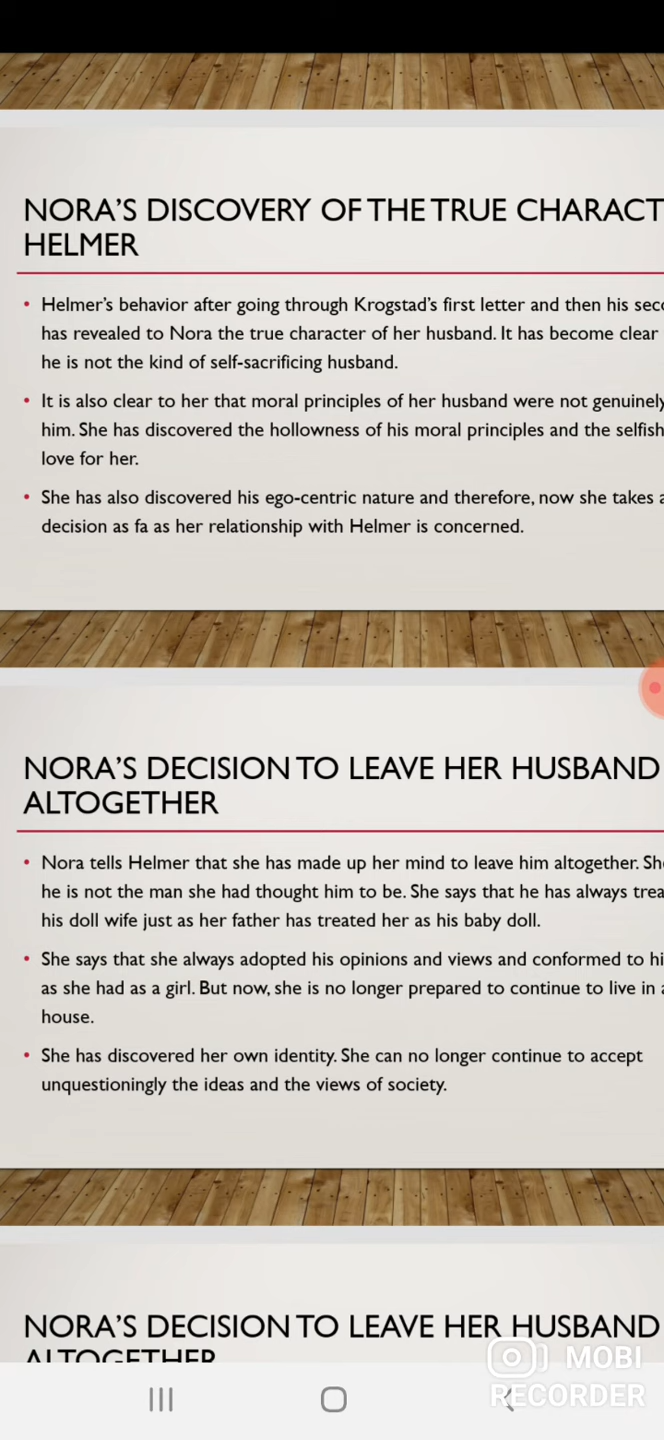 NORA'S DISCOVERY OF THE TRUE CHARACT
HELMER
• Helmer's behavior after going through Krogstad's first letter and then his sec
has revealed to Nora the true character of her husband. It has become clear
he is not the kind of self-sacrificing husband.
• It is also clear to her that moral principles of her husband were not genuinely
him. She has discovered the hollowness of his moral principles and the selfish
love for her.
• She has also discovered his ego-centric nature and therefore, now she takes a
decision as fa as her relationship with Helmer is concerned.
NORA'S DECISION TO LEAVE HER HUSBAND
ALTOGETHER
• Nora tells Helmer that she has made up her mind to leave him altogether. Sh
he is not the man she had thought him to be. She says that he has always trea
his doll wife just as her father has treated her as his baby doll.
• She says that she always adopted his opinions and views and conformed to hi
as she had as a girl. But now, she is no longer prepared to continue to live in a
house.
• She has discovered her own identity. She can no longer continue to accept
unquestioningly the ideas and the views of society.
NORA'S DECISION TO LEAVE HER HUSBAND
ALTOGETHER
MOBI
RECORDER